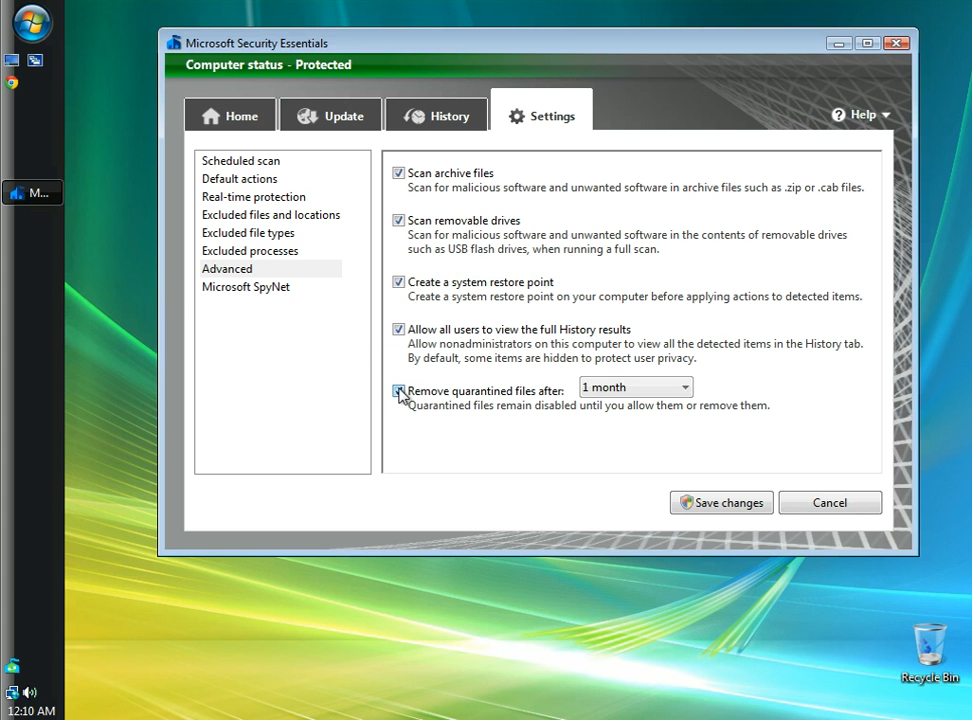 Microsoft Security Essentials
Computer status - Protected
Home
Update
History
Settings
Help
Scheduled scan
Default actions
Real-time protection
Excluded files and locations
Excluded file types
Excluded processes
Advanced
Microsoft SpyNet
Scan archive files
Scan for malicious software and unwanted software in archive files such as .zip or .cab files.
Scan removable drives
Scan for malicious software and unwanted software in the contents of removable drives
such as USB flash drives, when running a full scan.
Create a system restore point
Create a system restore point on your computer before applying actions to detected items.
Allow all users to view the full History results
Allow nonadministrators on this computer to view all the detected items in the History tab.
By default, some items are hidden to protect user privacy.
Remove quarantined files after: 1 month
Quarantined files remain disabled until you allow them or remove them.
Save changes
Cancel
M...
Recycle Bin
12:10 AM